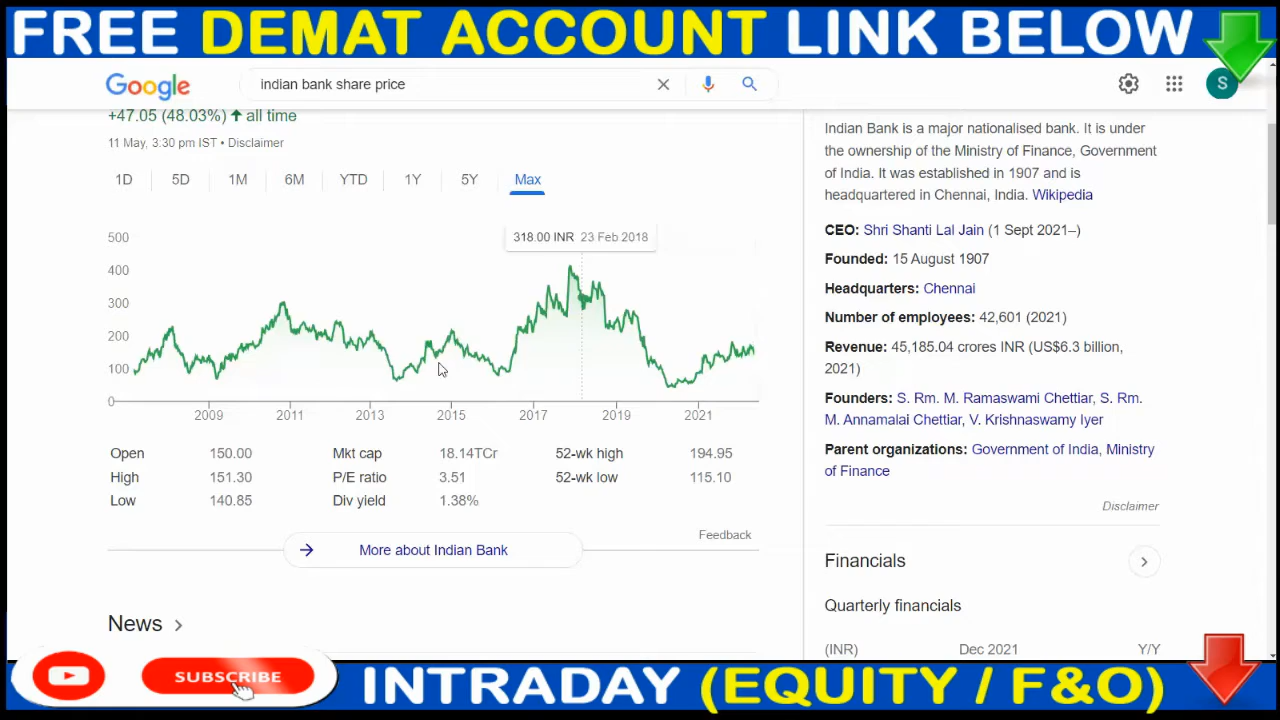 FREE DEMAT ACCOUNT LINK BELOW
Google
indian bank share price
S
+47.05 (48.03%) ↑ all time
11 May, 3:30 pm IST • Disclaimer
1D 5D 1M 6M YTD 1Y 5Y Max
318.00 INR 23 Feb 2018
500
400
300
200
100
0
2009 2011 2013 2015 2017 2019 2021
Open 150.00 Mkt cap 18.14TCr 52-wk high 194.95
High 151.30 P/E ratio 3.51 52-wk low 115.10
Low 140.85 Div yield 1.38%
Feedback
More about Indian Bank
News
Indian Bank is a major nationalised bank. It is under
the ownership of the Ministry of Finance, Government
of India. It was established in 1907 and is
headquartered in Chennai, India. Wikipedia
CEO: Shri Shanti Lal Jain (1 Sept 2021–)
Founded: 15 August 1907
Headquarters: Chennai
Number of employees: 42,601 (2021)
Revenue: 45,185.04 crores INR (US$6.3 billion,
2021)
Founders: S. Rm. M. Ramaswami Chettiar, S. Rm.
M. Annamalai Chettiar, V. Krishnaswamy Iyer
Parent organizations: Government of India, Ministry
of Finance
Disclaimer
Financials
Quarterly financials
(INR) Dec 2021 Y/Y
SUBSCRIBE
INTRADAY (EQUITY / F&O)